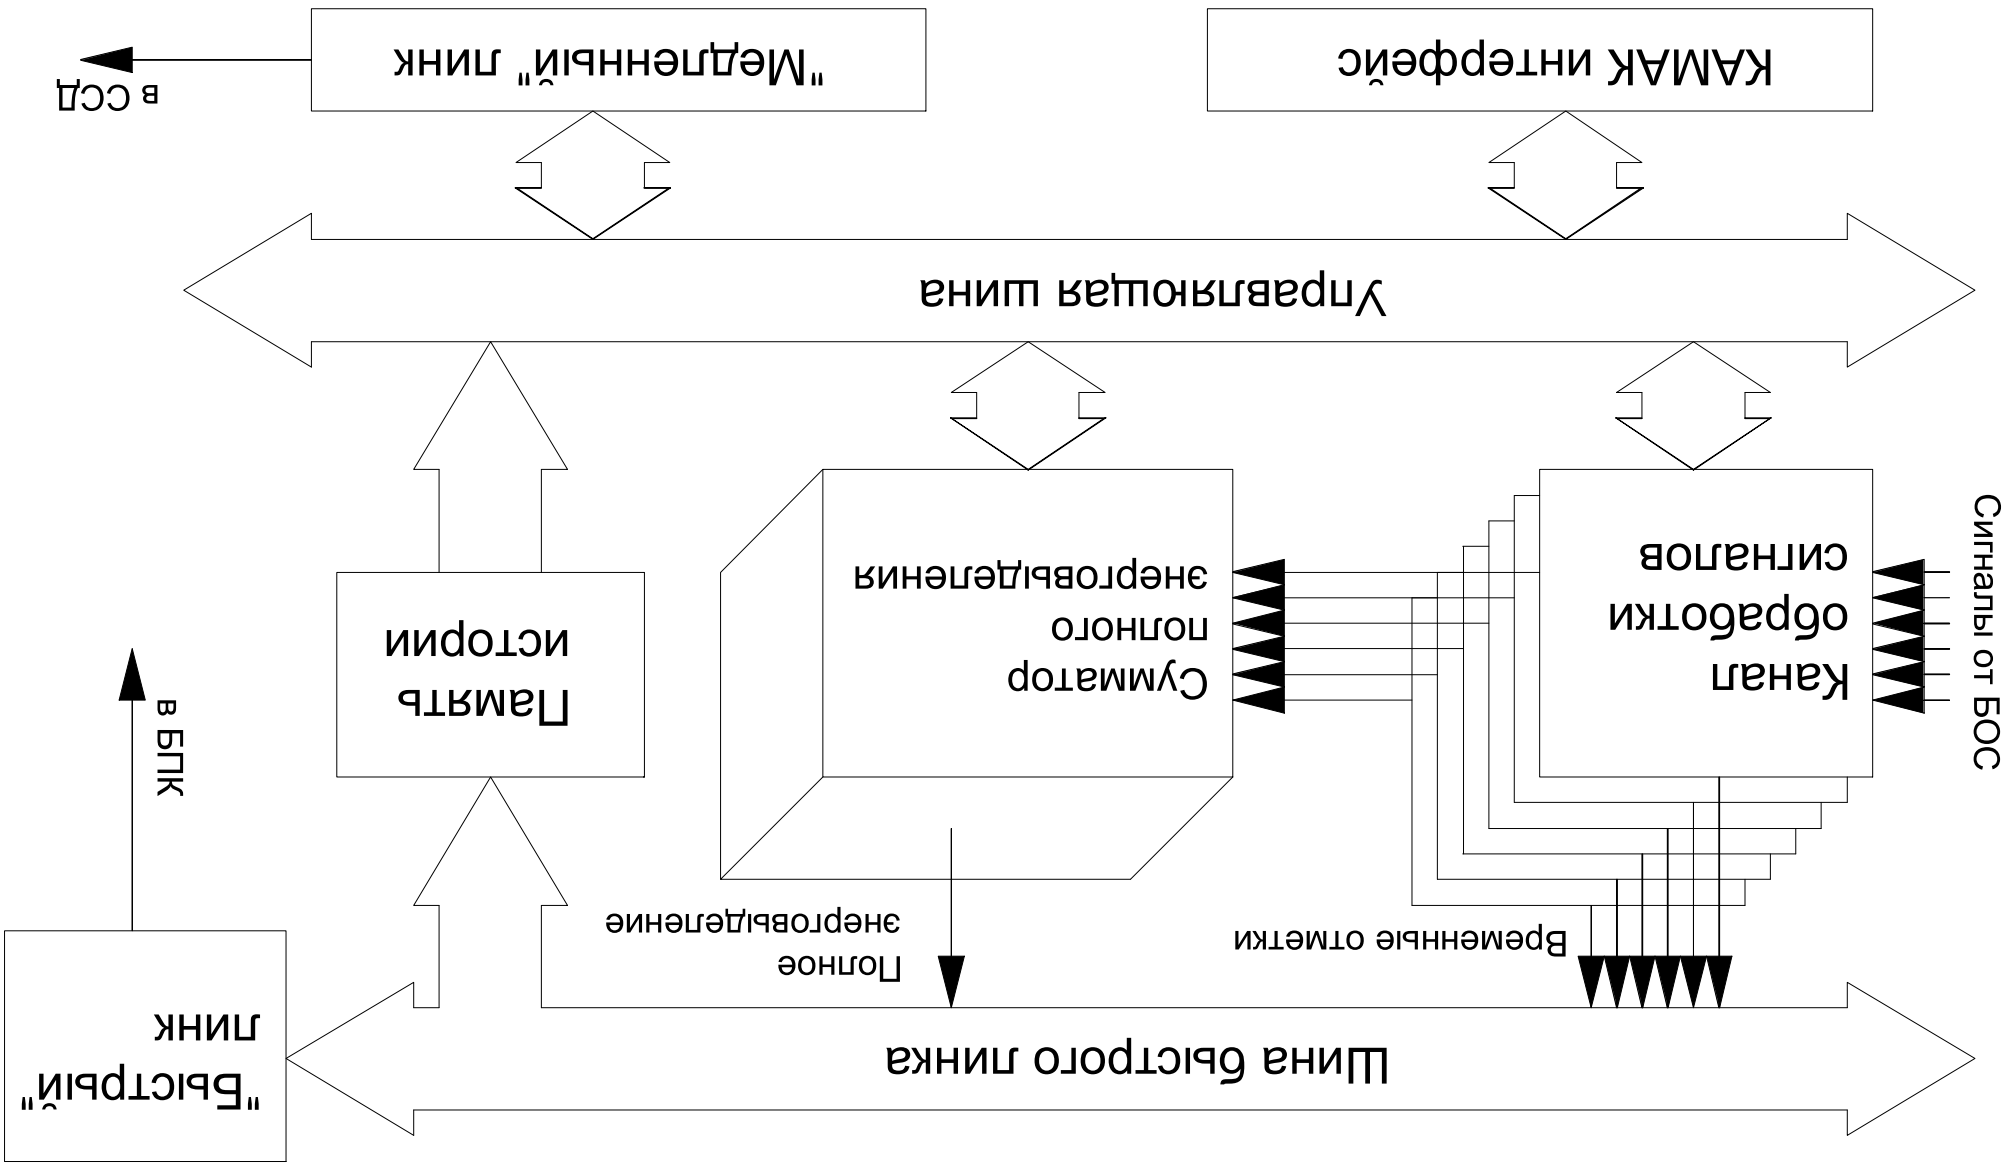 Шина быстрого линка
"Быстрый"
линк
в БПК
Временные отметки
Полное
энерговыделение
Сигналы от БОС
Канал
обработки
сигналов
Сумматор
полного
энерговыделения
Память
истории
Управляющая шина
КАМАК интерфейс
"Медленный" линк
в ССД